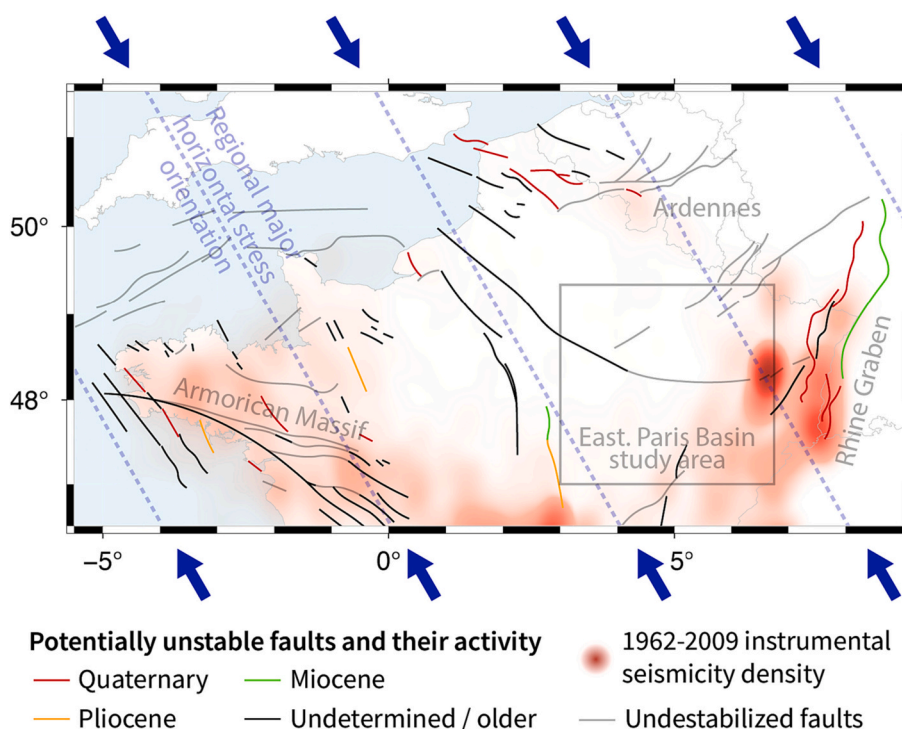 Regional major
horizontal stress
orientation
50°
48°
Ardennes
Armorican Massif
Rhine Graben
East. Paris Basin
study area
–5°
0°
5°
Potentially unstable faults and their activity
Quaternary
Miocene
Pliocene
Undetermined / older
1962-2009 instrumental
seismicity density
Undestabilized faults